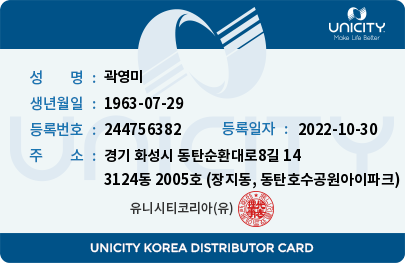 UNICITY
Make Life Better
성 명 : 곽영미
생년월일 : 1963-07-29
등록번호 : 244756382 등록일자 : 2022-10-30
주 소 : 경기 화성시 동탄순환대로8길 14
3124동 2005호 (장지동, 동탄호수공원아이파크)
유니시티코리아(유)
UNICITY
UNICITY KOREA DISTRIBUTOR CARD